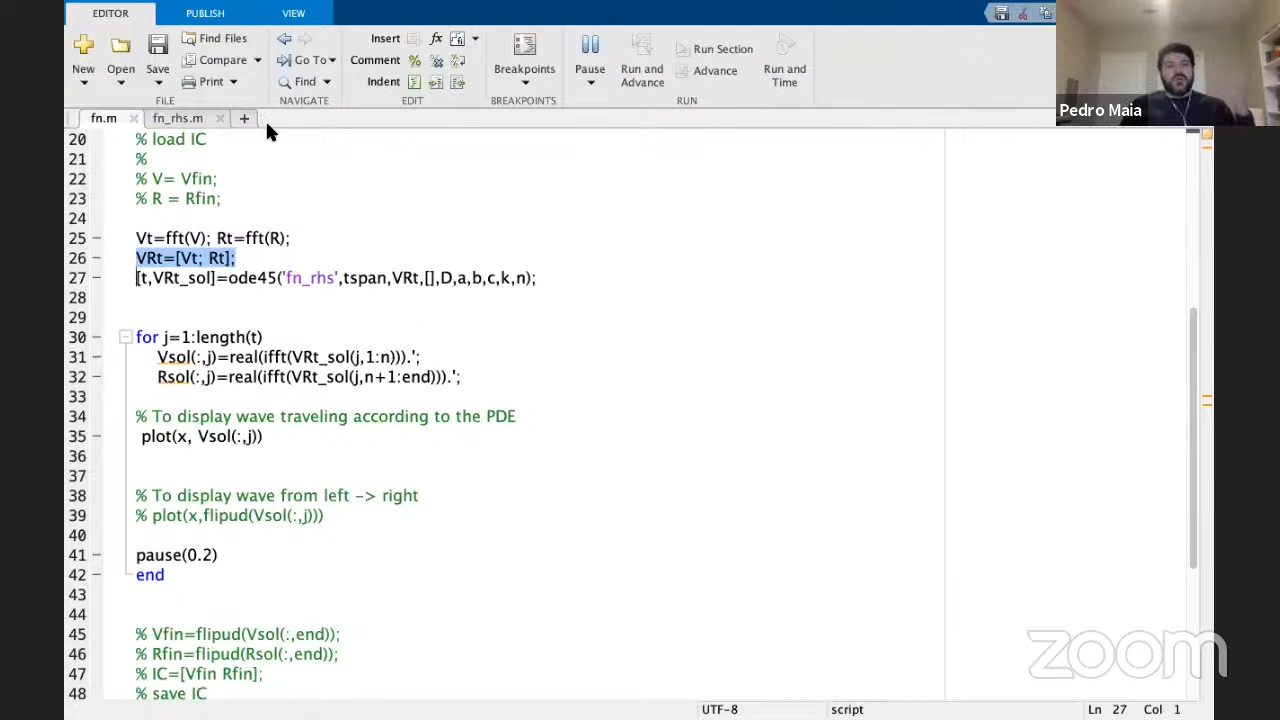 EDITOR
PUBLISH
VIEW
New
Open
Save
Find Files
Compare
Print
FILE
Go To
Find
NAVIGATE
Insert
fx
Comment
%
Indent
EDIT
Breakpoints
BREAKPOINTS
Pause
Run and
Advance
Run Section
Advance
Run and
Time
RUN
Pedro Maia
fn.m
fn_rhs.m
20 % load IC
21 %
22 % V= Vfin;
23 % R = Rfin;
24
25 Vt=fft(V); Rt=fft(R);
26 VRt=[Vt; Rt];
27 [t,VRt_sol]=ode45('fn_rhs',tspan,VRt,[],D,a,b,c,k,n);
28
29
30 for j=1:length(t)
31 Vsol(:,j)=real(ifft(VRt_sol(j,1:n))).';
32 Rsol(:,j)=real(ifft(VRt_sol(j,n+1:end))).';
33
34 % To display wave traveling according to the PDE
35 plot(x, Vsol(:,j))
36
37
38 % To display wave from left -> right
39 % plot(x,flipud(Vsol(:,j)))
40
41 pause(0.2)
42 end
43
44
45 % Vfin=flipud(Vsol(:,end));
46 % Rfin=flipud(Rsol(:,end));
47 % IC=[Vfin Rfin];
48 % save IC
zoom
UTF-8
script
Ln 27 Col 1